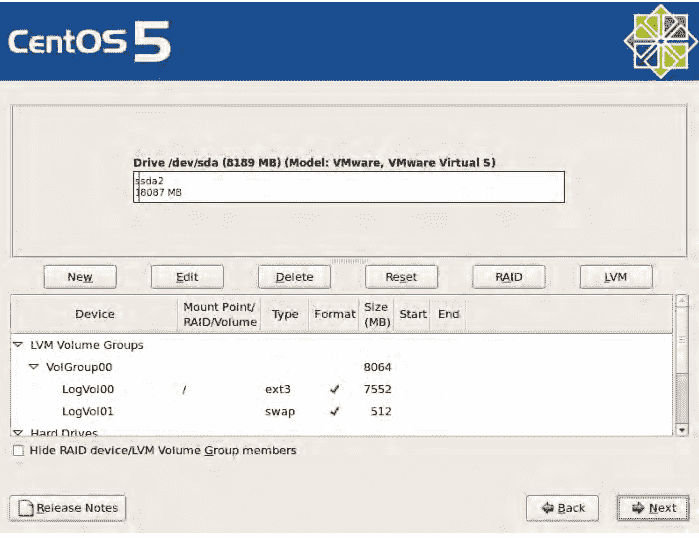 CentOS 5
Drive /dev/sda (8189 MB) (Model: VMware, VMware Virtual S)
sda2
8087 MB
New
Edit
Delete
Reset
RAID
LVM
Device
Mount Point/
RAID/Volume
Type
Format
Size
(MB)
Start
End
LVM Volume Groups
VolGroup00 8064
LogVol00 / ext3 7552
LogVol01 swap 512
Hard Drives
Hide RAID device/LVM Volume Group members
Release Notes
Back
Next